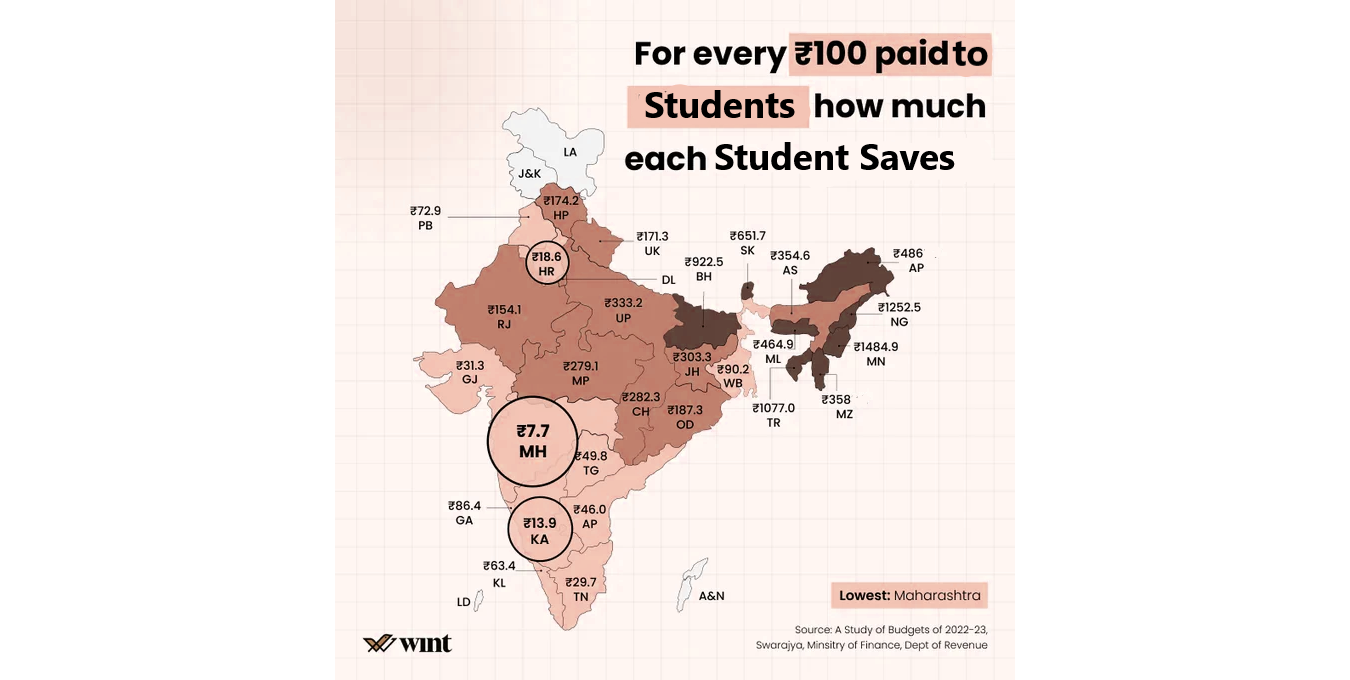 For every ₹100 paid to
Students how much
each Student Saves
LA
J&K
₹174.2
HP
₹72.9
PB
₹171.3
UK
₹18.6
HR
DL
₹922.5
BH
₹651.7
SK
₹354.6
AS
₹486
AP
₹1252.5
NG
₹154.1
RJ
₹333.2
UP
₹464.9
ML
₹1484.9
MN
₹31.3
GJ
₹279.1
MP
₹303.3
JH
₹90.2
WB
₹282.3
CH
₹187.3
OD
₹1077.0
TR
₹358
MZ
₹7.7
MH
₹49.8
TG
₹86.4
GA
₹13.9
KA
₹46.0
AP
₹63.4
KL
₹29.7
TN
LD
A&N
Lowest: Maharashtra
Source: A Study of Budgets of 2022-23,
Swarajya, Minsitry of Finance, Dept of Revenue
wint